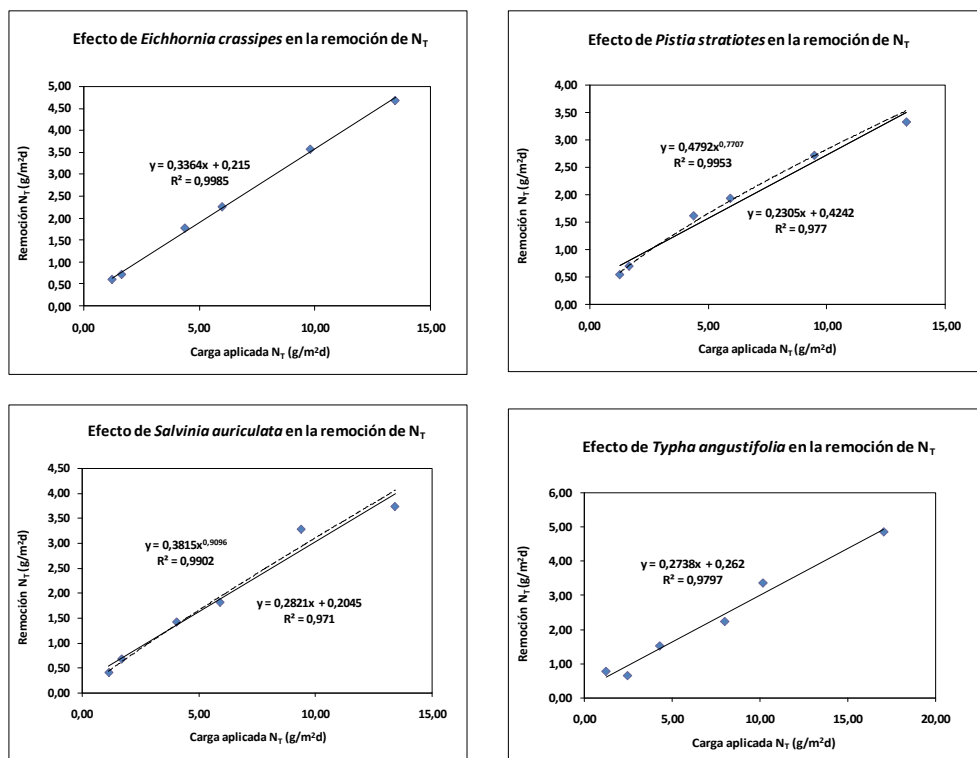 Efecto de Eichhornia crassipes en la remoción de NT
Remoción NT (g/m²d)
5,00
4,50
4,00
3,50
3,00
2,50
2,00
1,50
1,00
0,50
0,00
y = 0,3364x + 0,215
R² = 0,9985
0,00 5,00 10,00 15,00
Carga aplicada NT (g/m²d)
Efecto de Pistia stratiotes en la remoción de NT
Remoción NT (g/m²d)
4,00
3,50
3,00
2,50
2,00
1,50
1,00
0,50
0,00
y = 0,4792x^0,7707
R² = 0,9953
y = 0,2305x + 0,4242
R² = 0,977
0,00 5,00 10,00 15,00
Carga aplicada NT (g/m²d)
Efecto de Salvinia auriculata en la remoción de NT
Remoción NT (g/m²d)
4,50
4,00
3,50
3,00
2,50
2,00
1,50
1,00
0,50
0,00
y = 0,3815x^0,9096
R² = 0,9902
y = 0,2821x + 0,2045
R² = 0,971
0,00 5,00 10,00 15,00
Carga aplicada NT (g/m²d)
Efecto de Typha angustifolia en la remoción de NT
Remoción NT (g/m²d)
6,00
5,00
4,00
3,00
2,00
1,00
0,00
y = 0,2738x + 0,262
R² = 0,9797
0,00 5,00 10,00 15,00 20,00
Carga aplicada NT (g/m²d)